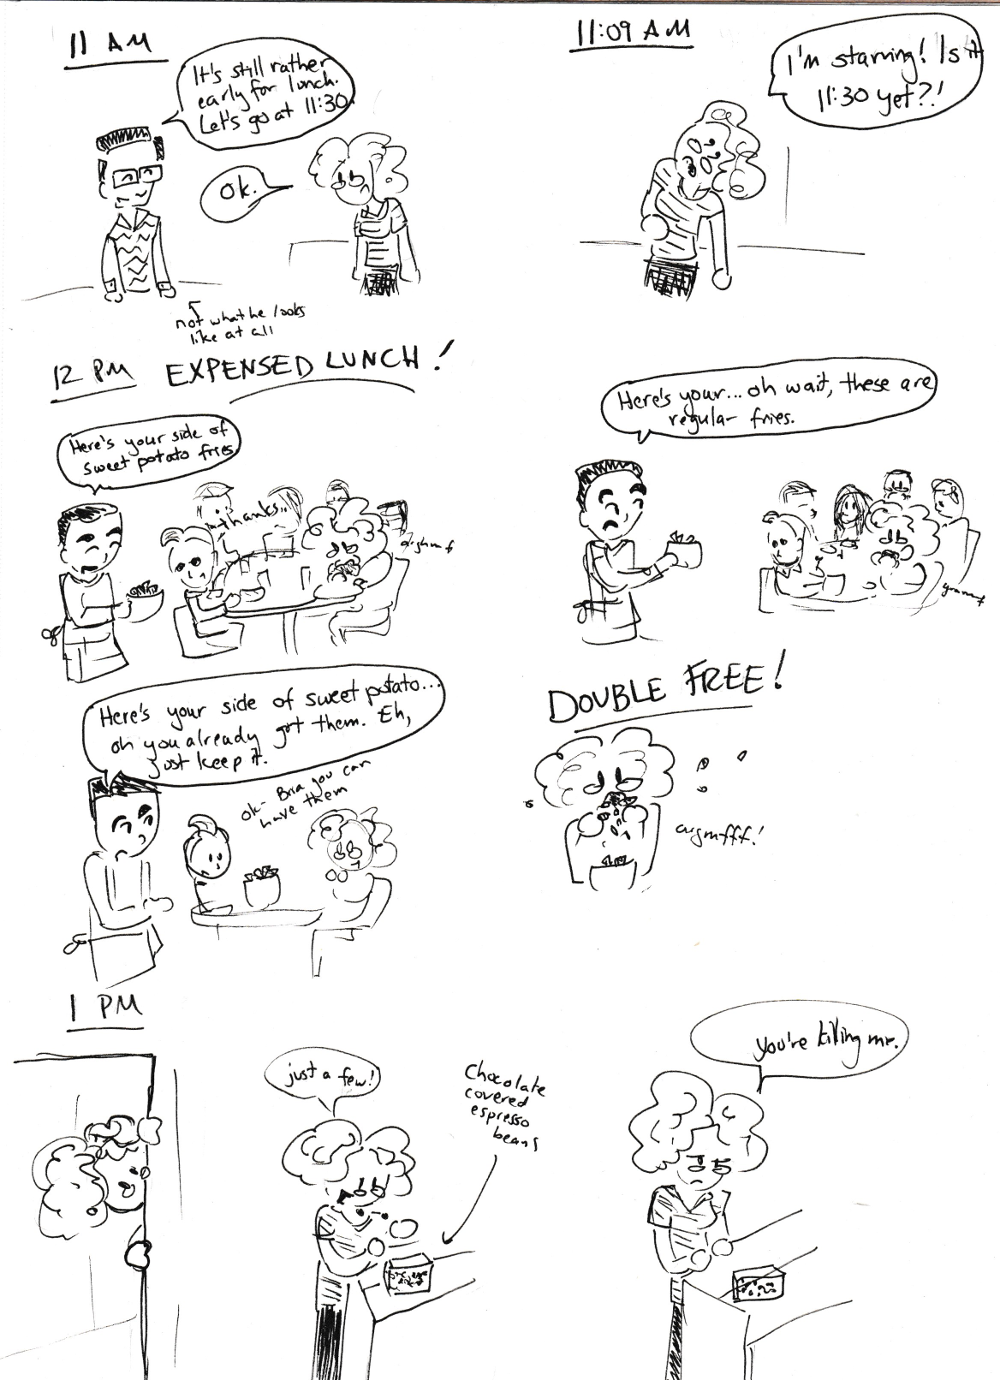 11 AM
It's still rather
early for lunch.
Let's go at 11:30.
Ok.
not what he looks
like at all
11:09 AM
I'm starving! Is it
11:30 yet?!
12 PM EXPENSED LUNCH!
Here's your side of
sweet potato fries
thanks..
Here's your... oh wait, these are
regular fries.
Here's your side of sweet potato...
oh you already got them. Eh,
just keep it.
ok- Bria you can
have them
DOUBLE FREE!
1 PM
just a few!
Chocolate
covered
espresso
beans
you're killing me.